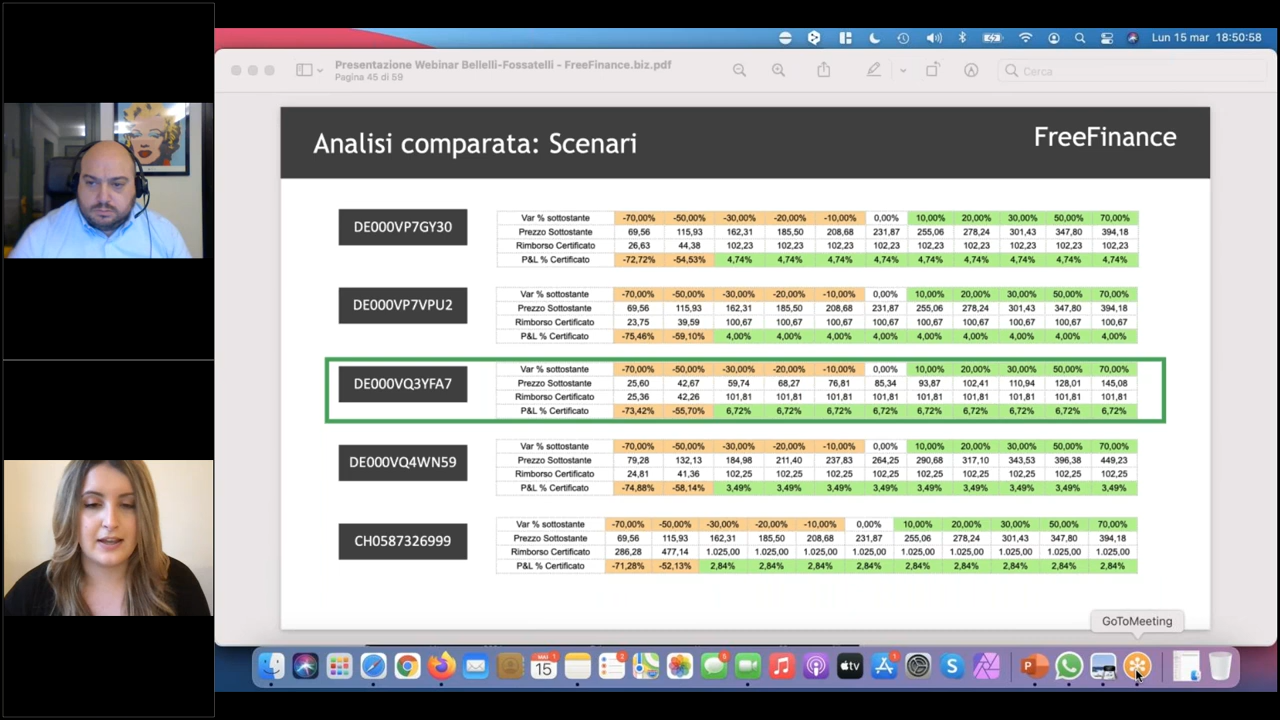 Lun 15 mar 18:50:58
Presentazione Webinar Bellelli-Fossatelli - FreeFinance.biz.pdf
Pagina 45 di 59
Cerca
Analisi comparata: Scenari
FreeFinance
DE000VP7GY30
Var % sottostante -70,00% -50,00% -30,00% -20,00% -10,00% 0,00% 10,00% 20,00% 30,00% 50,00% 70,00%
Prezzo Sottostante 69,56 115,93 162,31 185,50 208,68 231,87 255,06 278,24 301,43 347,80 394,18
Rimborso Certificato 26,63 44,38 102,23 102,23 102,23 102,23 102,23 102,23 102,23 102,23 102,23
P&L % Certificato -72,72% -54,53% 4,74% 4,74% 4,74% 4,74% 4,74% 4,74% 4,74% 4,74% 4,74%
DE000VP7VPU2
Var % sottostante -70,00% -50,00% -30,00% -20,00% -10,00% 0,00% 10,00% 20,00% 30,00% 50,00% 70,00%
Prezzo Sottostante 69,56 115,93 162,31 185,50 208,68 231,87 255,06 278,24 301,43 347,80 394,18
Rimborso Certificato 23,75 39,59 100,67 100,67 100,67 100,67 100,67 100,67 100,67 100,67 100,67
P&L % Certificato -75,46% -59,10% 4,00% 4,00% 4,00% 4,00% 4,00% 4,00% 4,00% 4,00% 4,00%
DE000VQ3YFA7
Var % sottostante -70,00% -50,00% -30,00% -20,00% -10,00% 0,00% 10,00% 20,00% 30,00% 50,00% 70,00%
Prezzo Sottostante 25,60 42,67 59,74 68,27 76,81 85,34 93,87 102,41 110,94 128,01 145,08
Rimborso Certificato 25,36 42,26 101,81 101,81 101,81 101,81 101,81 101,81 101,81 101,81 101,81
P&L % Certificato -73,42% -55,70% 6,72% 6,72% 6,72% 6,72% 6,72% 6,72% 6,72% 6,72% 6,72%
DE000VQ4WN59
Var % sottostante -70,00% -50,00% -30,00% -20,00% -10,00% 0,00% 10,00% 20,00% 30,00% 50,00% 70,00%
Prezzo Sottostante 79,28 132,13 184,98 211,40 237,83 264,25 290,68 317,10 343,53 396,38 449,23
Rimborso Certificato 24,81 41,36 102,25 102,25 102,25 102,25 102,25 102,25 102,25 102,25 102,25
P&L % Certificato -74,88% -58,14% 3,49% 3,49% 3,49% 3,49% 3,49% 3,49% 3,49% 3,49% 3,49%
CH0587326999
Var % sottostante -70,00% -50,00% -30,00% -20,00% -10,00% 0,00% 10,00% 20,00% 30,00% 50,00% 70,00%
Prezzo Sottostante 69,56 115,93 162,31 185,50 208,68 231,87 255,06 278,24 301,43 347,80 394,18
Rimborso Certificato 286,28 477,14 1.025,00 1.025,00 1.025,00 1.025,00 1.025,00 1.025,00 1.025,00 1.025,00 1.025,00
P&L % Certificato -71,28% -52,13% 2,84% 2,84% 2,84% 2,84% 2,84% 2,84% 2,84% 2,84% 2,84%
GoToMeeting
15
tv